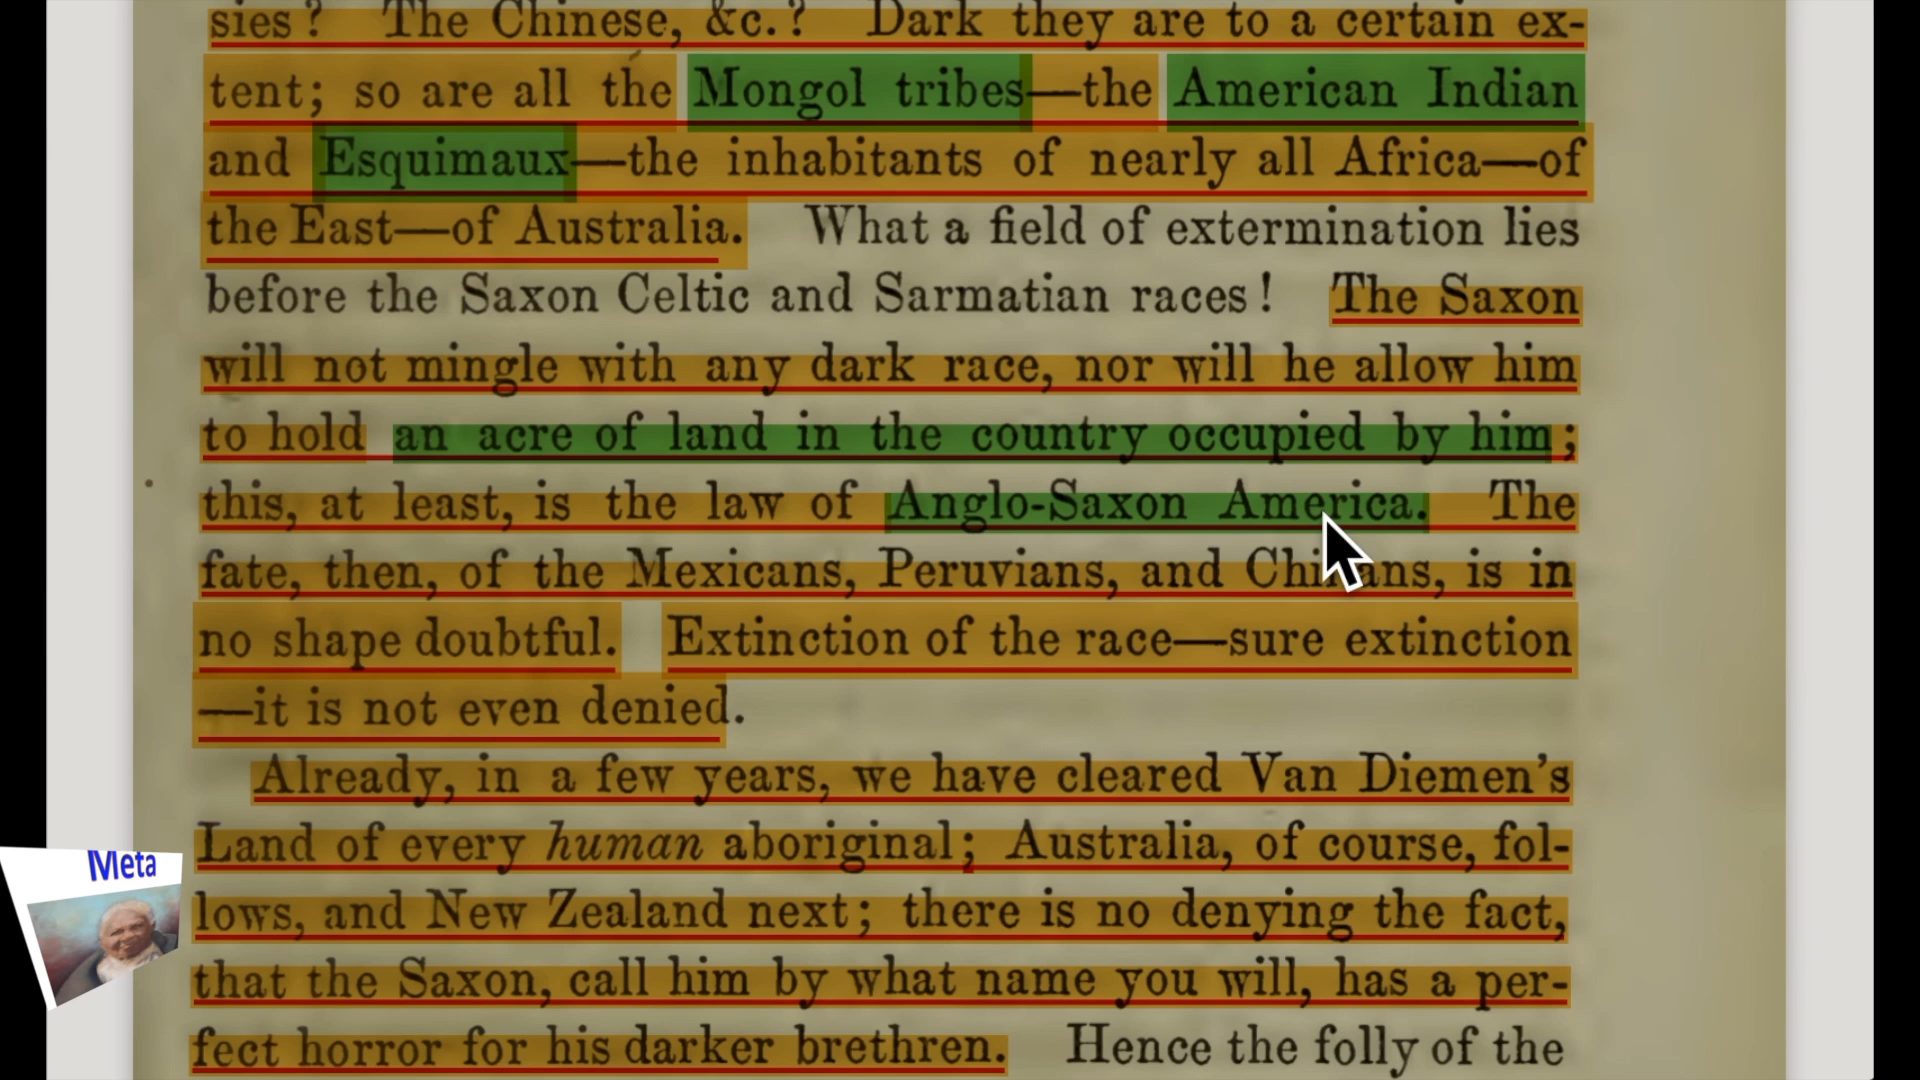 sies? The Chinese, &c.? Dark they are to a certain ex-
tent; so are all the Mongol tribes—the American Indian
and Esquimaux—the inhabitants of nearly all Africa—of
the East—of Australia. What a field of extermination lies
before the Saxon Celtic and Sarmatian races! The Saxon
will not mingle with any dark race, nor will he allow him
to hold an acre of land in the country occupied by him;
this, at least, is the law of Anglo-Saxon America. The
fate, then, of the Mexicans, Peruvians, and is in
no shape doubtful. Extinction of the race—sure extinction
—it is not even denied.
Already, in a few years, we have cleared Van Diemen's
Land of every human aboriginal; Australia, of course, fol-
lows, and New Zealand next; there is no denying the fact,
that the Saxon, call him by what name you will, has a per-
fect horror for his darker brethren. Hence the folly of the
Meta